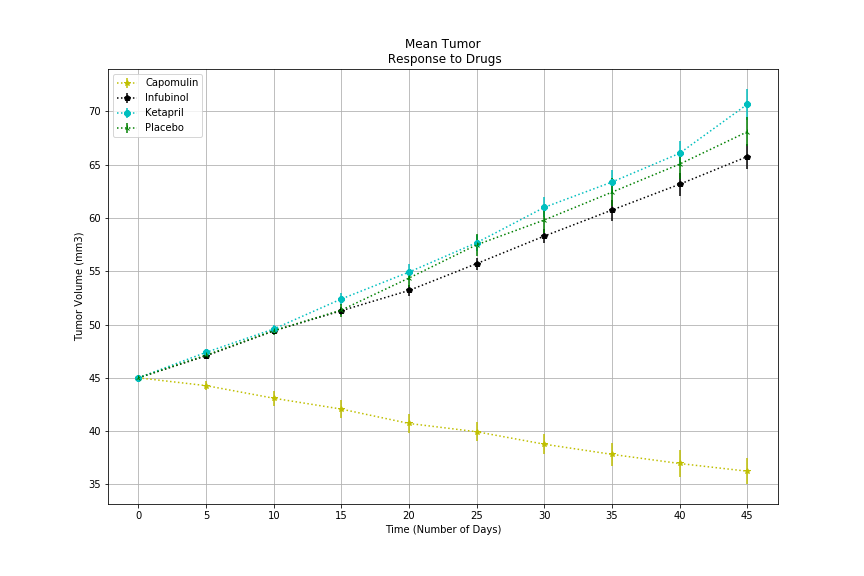 Mean Tumor
Response to Drugs
Capomulin
Infubinol
Ketapril
Placebo
Tumor Volume (mm3)
70
65
60
55
50
45
40
35
0 5 10 15 20 25 30 35 40 45
Time (Number of Days)